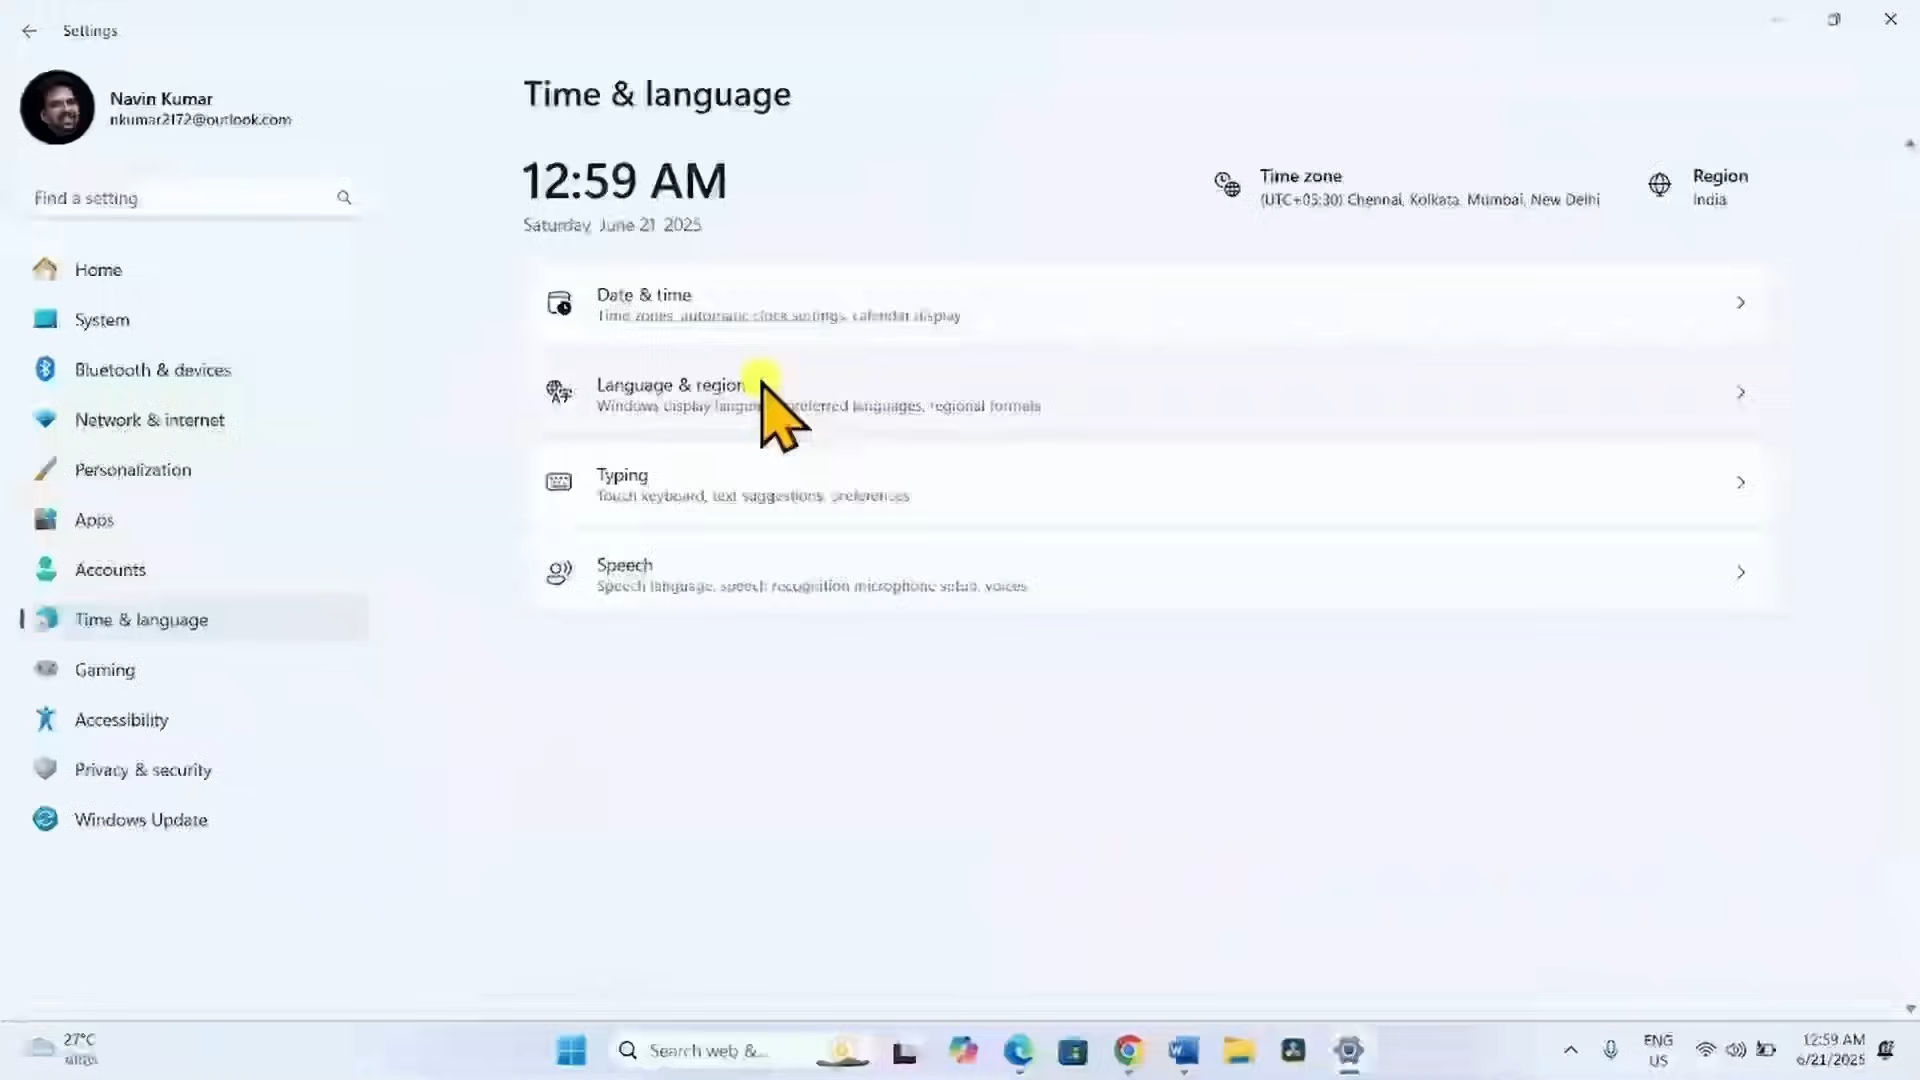 Settings
Navin Kumar
nkumar2172@outlook.com
Find a setting
Home
System
Bluetooth & devices
Network & internet
Personalization
Apps
Accounts
Time & language
Gaming
Accessibility
Privacy & security
Windows Update
Time & language
12:59 AM
Saturday, June 21, 2025
Time zone
(UTC+05:30) Chennai, Kolkata, Mumbai, New Delhi
Region
India
Date & time
Time zones, automatic clock settings, calendar display
Language & region
Windows display preferred languages, regional formats
Typing
Touch keyboard, text suggestions, preferences
Speech
Speech language, speech recognition microphone setup, voices
27°C
Search web &...
ENG
US
12:59 AM
6/21/2025